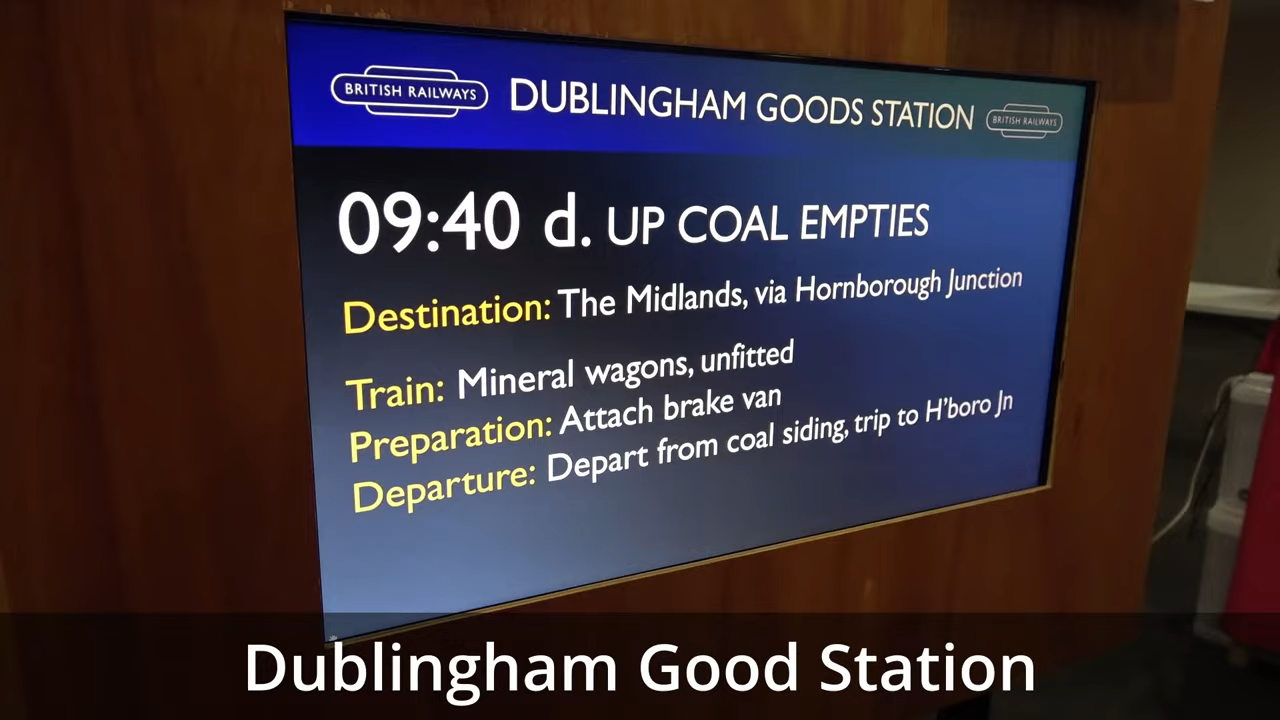 BRITISH RAILWAYS DUBLINGHAM GOODS STATION BRITISH RAILWAYS
09:40 d. UP COAL EMPTIES
Destination: The Midlands, via Hornborough Junction
Train: Mineral wagons, unfitted
Preparation: Attach brake van
Departure: Depart from coal siding, trip to H'boro Jn
Dublingham Good Station